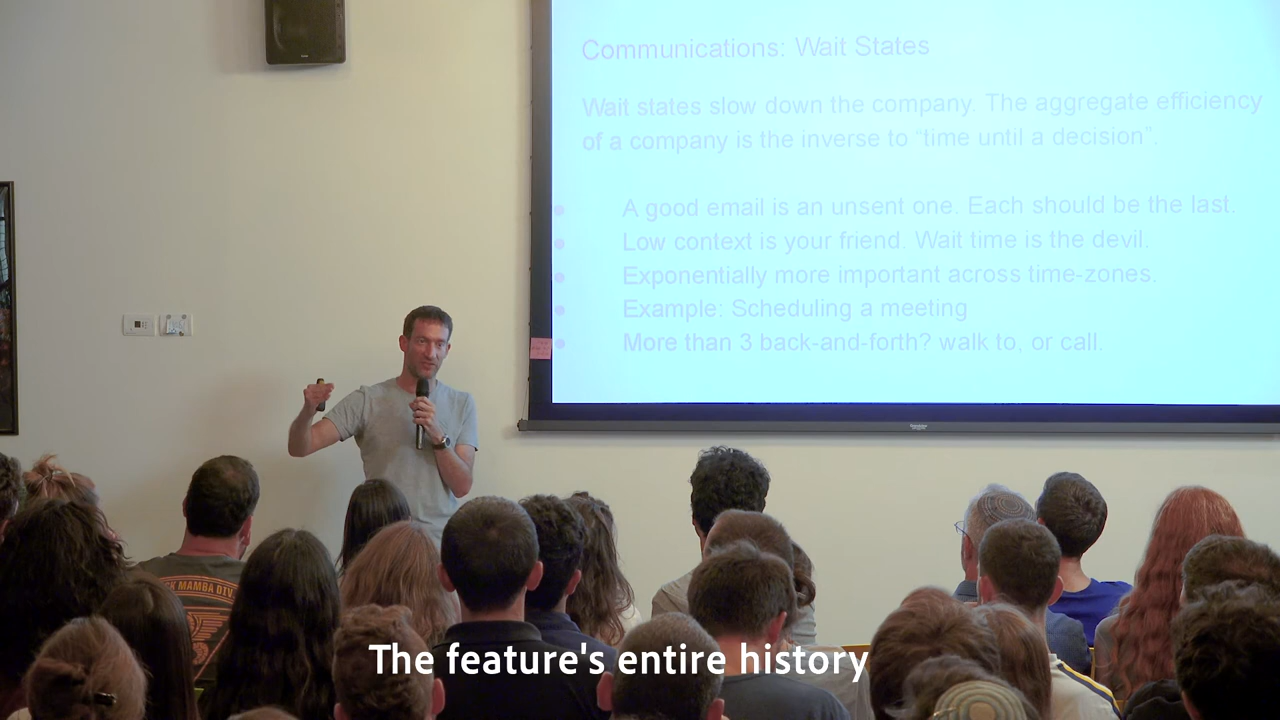 Communications: Wait States
Wait states slow down the company. The aggregate efficiency
of a company is the inverse to “time until a decision”.
A good email is an unsent one. Each should be the last.
Low context is your friend. Wait time is the devil.
Exponentially more important across time-zones.
Example: Scheduling a meeting
More than 3 back-and-forth? walk to, or call.
CK MAMBA DIV
The feature's entire history